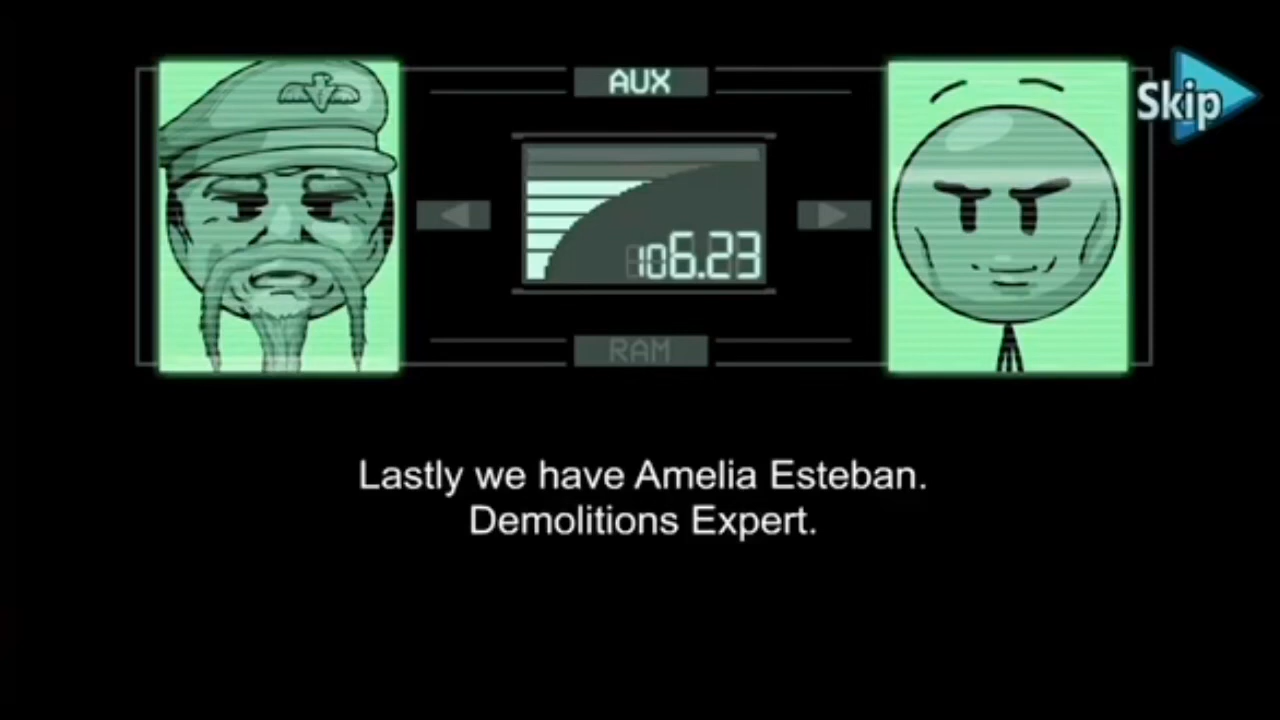 AUX
Skip
106.23
RAM
Lastly we have Amelia Esteban.
Demolitions Expert.